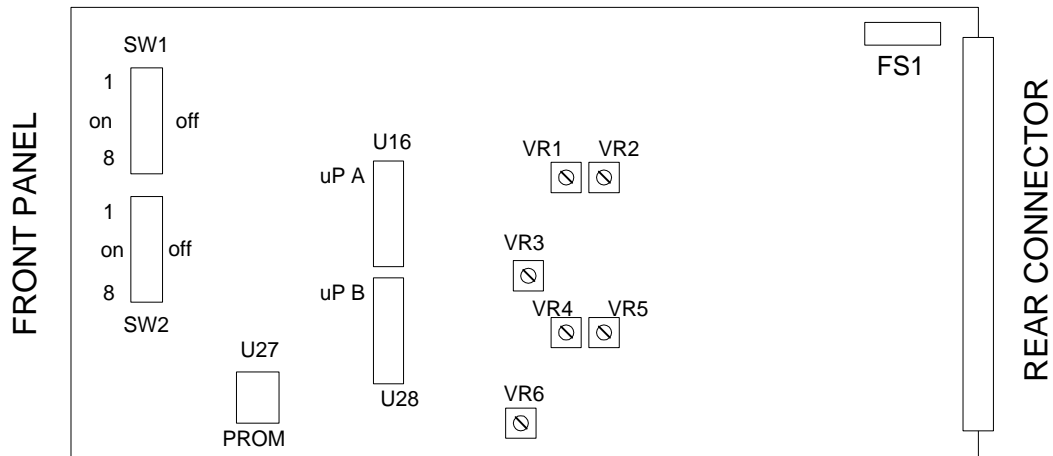 FRONT PANEL
SW1
1
on
off
8
1
on
off
8
SW2
U27
PROM
U16
uP A
uP B
U28
VR1
VR2
VR3
VR4
VR5
VR6
FS1
REAR CONNECTOR